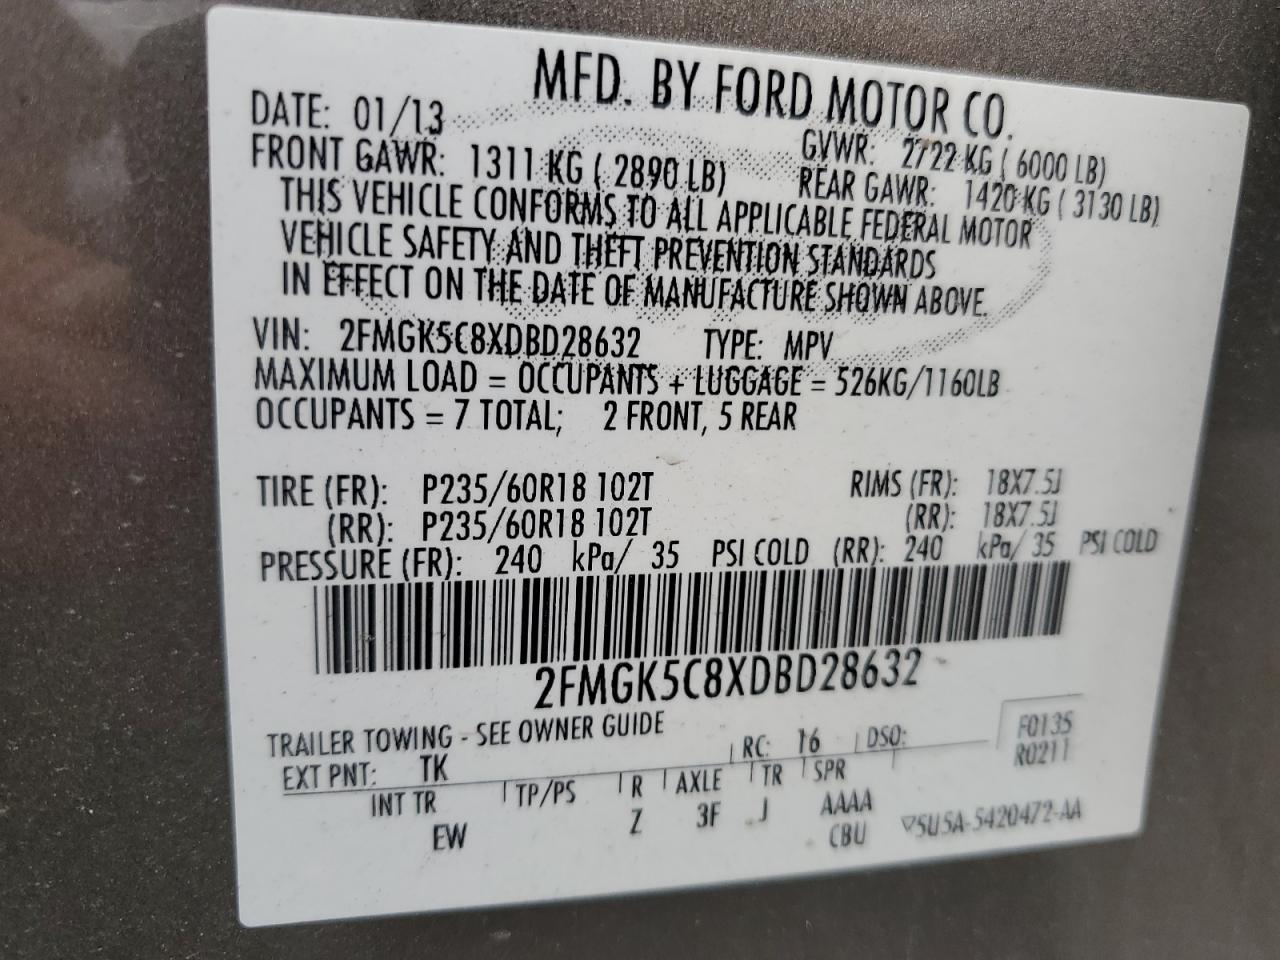 MFD. BY FORD MOTOR CO.
DATE: 01/13 GVWR: 2722 KG ( 6000 LB)
FRONT GAWR: 1311 KG ( 2890 LB) REAR GAWR: 1420 KG ( 3130 LB)
THIS VEHICLE CONFORMS TO ALL APPLICABLE FEDERAL MOTOR
VEHICLE SAFETY AND THEFT PREVENTION STANDARDS
IN EFFECT ON THE DATE OF MANUFACTURE SHOWN ABOVE.
VIN: 2FMGK5C8XDBD28632 TYPE: MPV
MAXIMUM LOAD = OCCUPANTS + LUGGAGE = 526KG/1160LB
OCCUPANTS = 7 TOTAL; 2 FRONT, 5 REAR
TIRE (FR): P235/60R18 102T RIMS (FR): 18X7.5J
(RR): P235/60R18 102T (RR): 18X7.5J
PRESSURE (FR): 240 kPa/ 35 PSI COLD (RR): 240 kPa/ 35 PSI COLD
2FMGK5C8XDBD28632
TRAILER TOWING - SEE OWNER GUIDE F0135
EXT PNT: TK RC: 16 DSO: R0211
INT TR TP/PS R AXLE TR SPR
EW Z 3F J AAAA
CBU ▽5U5A-5420472-AA